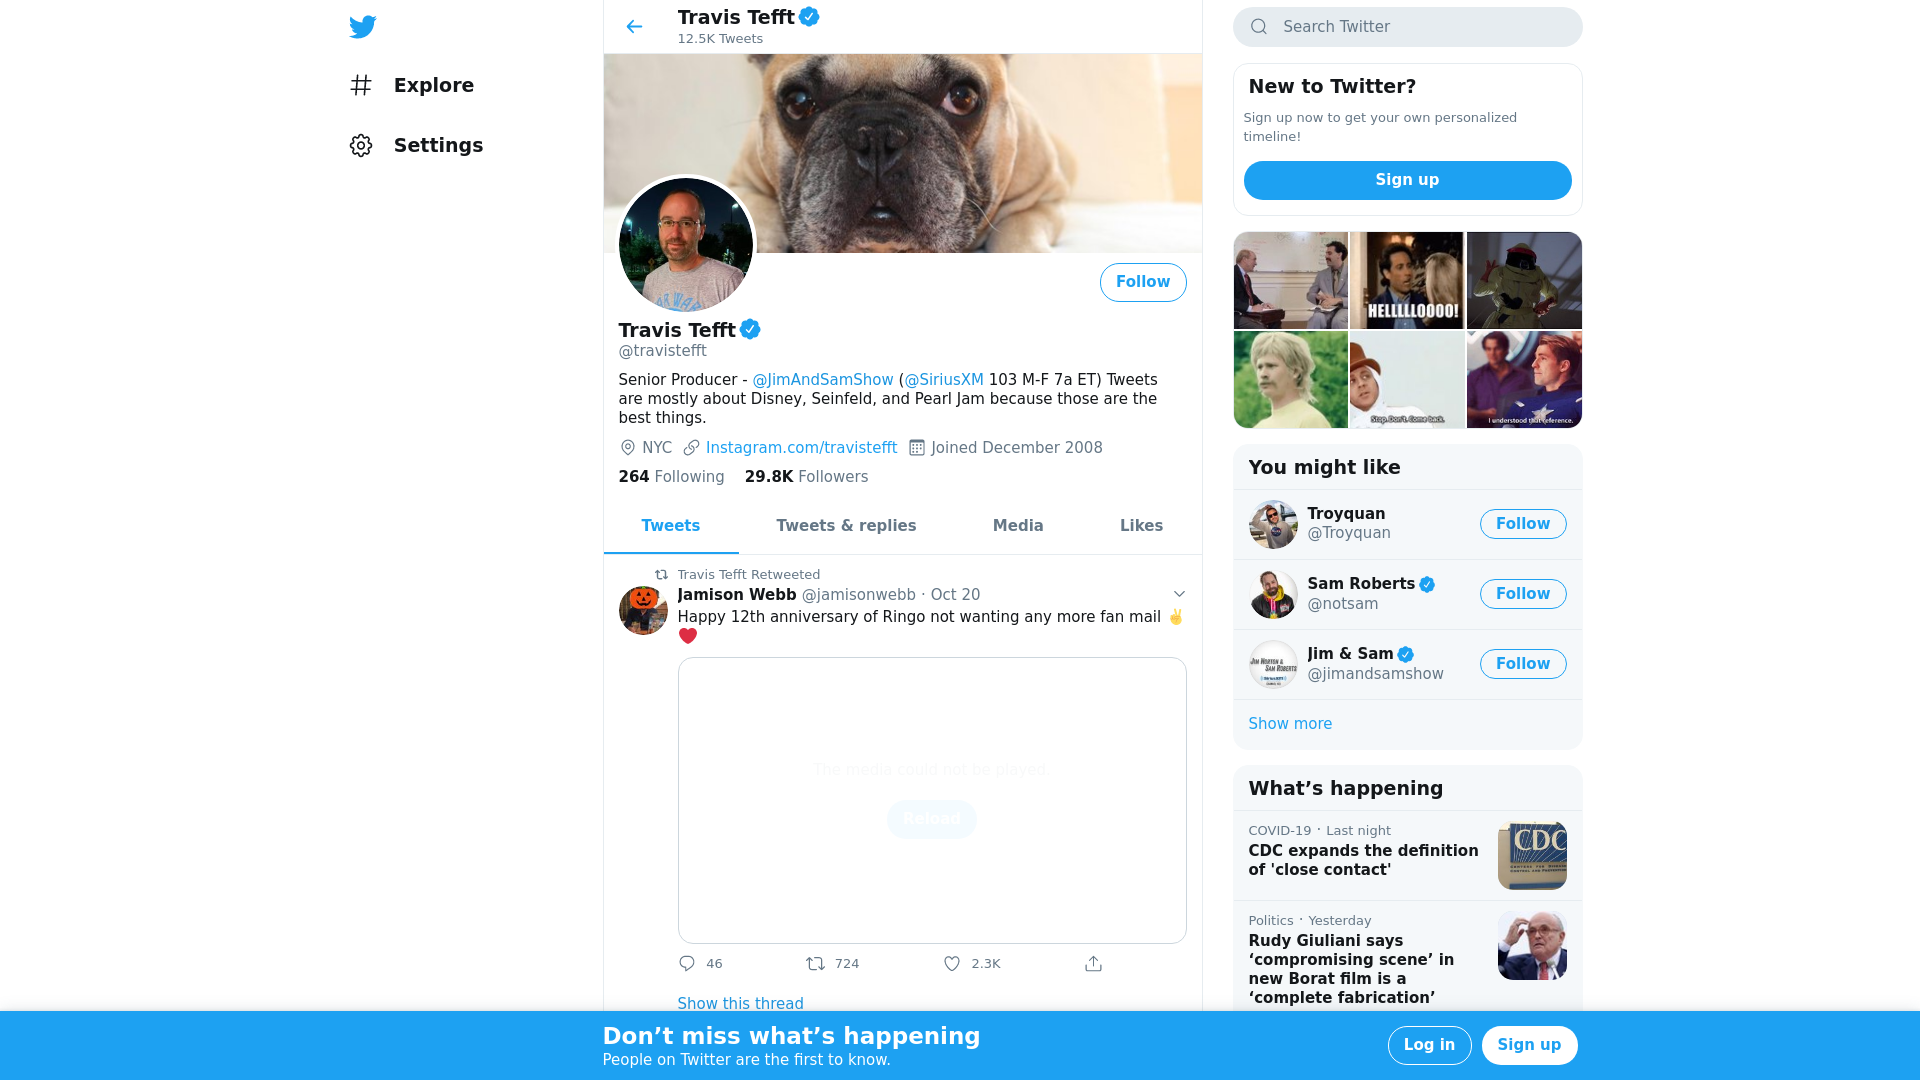 Explore
Settings
Travis Tefft
12.5K Tweets
Follow
Travis Tefft
@travistefft
Senior Producer - @JimAndSamShow (@SiriusXM 103 M-F 7a ET) Tweets
are mostly about Disney, Seinfeld, and Pearl Jam because those are the
best things.
NYC Instagram.com/travistefft Joined December 2008
264 Following 29.8K Followers
Tweets Tweets & replies Media Likes
Travis Tefft Retweeted
Jamison Webb @jamisonwebb · Oct 20
Happy 12th anniversary of Ringo not wanting any more fan mail ✌
❤
The media could not be played.
Reload
46 724 2.3K
Show this thread
Search Twitter
New to Twitter?
Sign up now to get your own personalized
timeline!
Sign up
HELLLLLOOOO!
Stop. Don't. Come back.
I understood that reference.
You might like
Troyquan
@Troyquan
Follow
Sam Roberts
@notsam
Follow
JIM NORTON &
SAM ROBERTS
Jim & Sam
@jimandsamshow
Follow
Show more
What’s happening
COVID-19 · Last night
CDC expands the definition
of 'close contact'
CDC
Politics · Yesterday
Rudy Giuliani says
‘compromising scene’ in
new Borat film is a
‘complete fabrication’
Don’t miss what’s happening
People on Twitter are the first to know.
Log in
Sign up